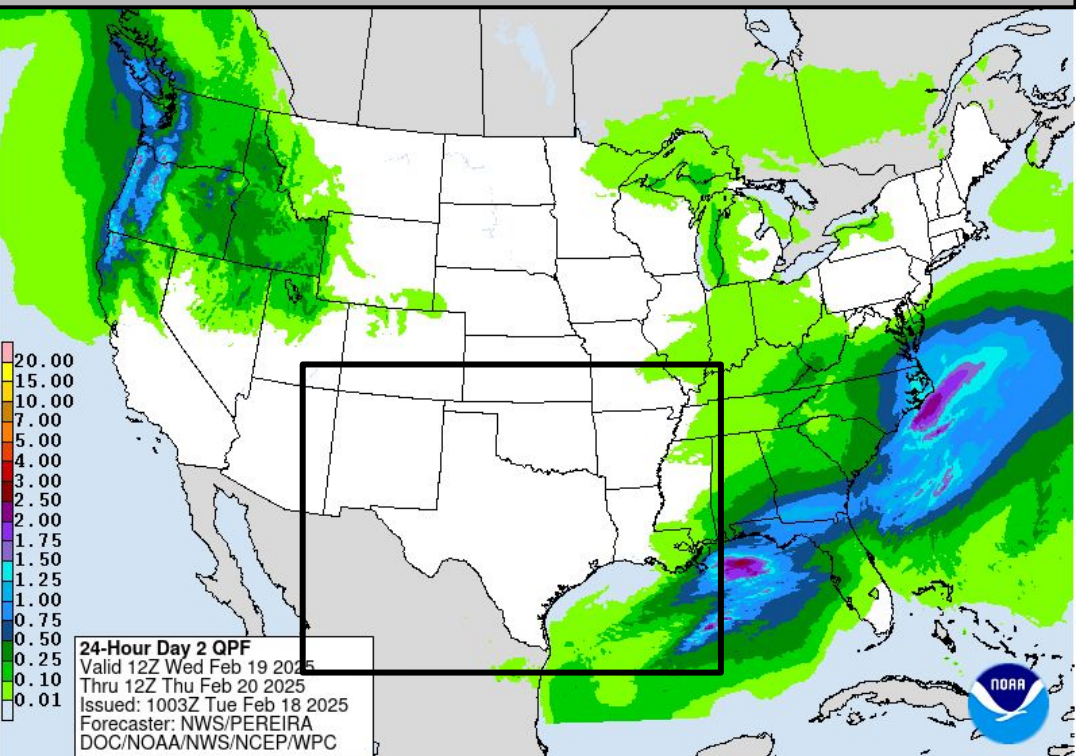 20.00
15.00
10.00
7.00
5.00
4.00
3.00
2.50
2.00
1.75
1.50
1.25
1.00
0.75
0.50
0.25
0.10
0.01
24-Hour Day 2 QPF
Valid 12Z Wed Feb 19 2025
Thru 12Z Thu Feb 20 2025
Issued: 1003Z Tue Feb 18 2025
Forecaster: NWS/PEREIRA
DOC/NOAA/NWS/NCEP/WPC
NOAA